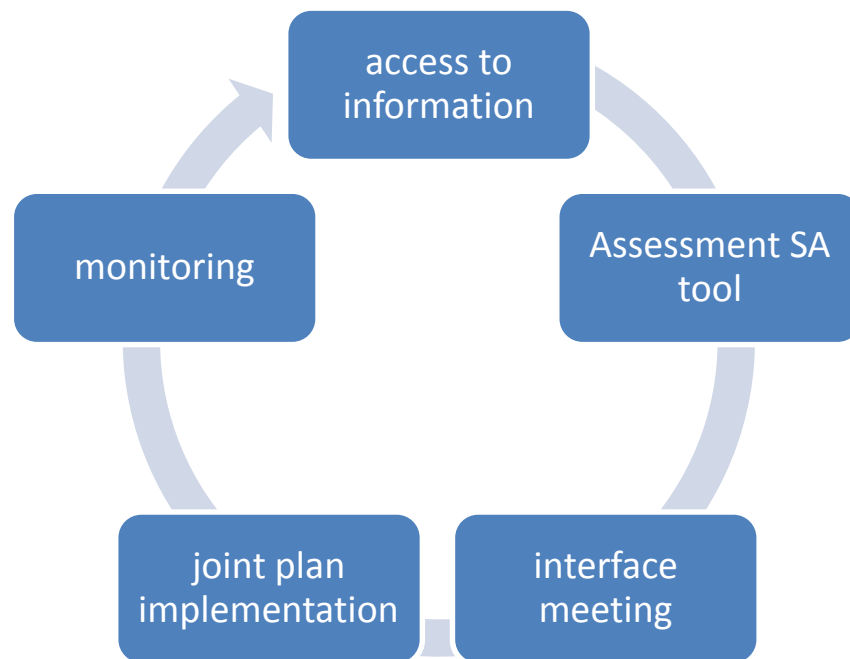 access to
information
Assessment SA
tool
interface
meeting
joint plan
implementation
monitoring